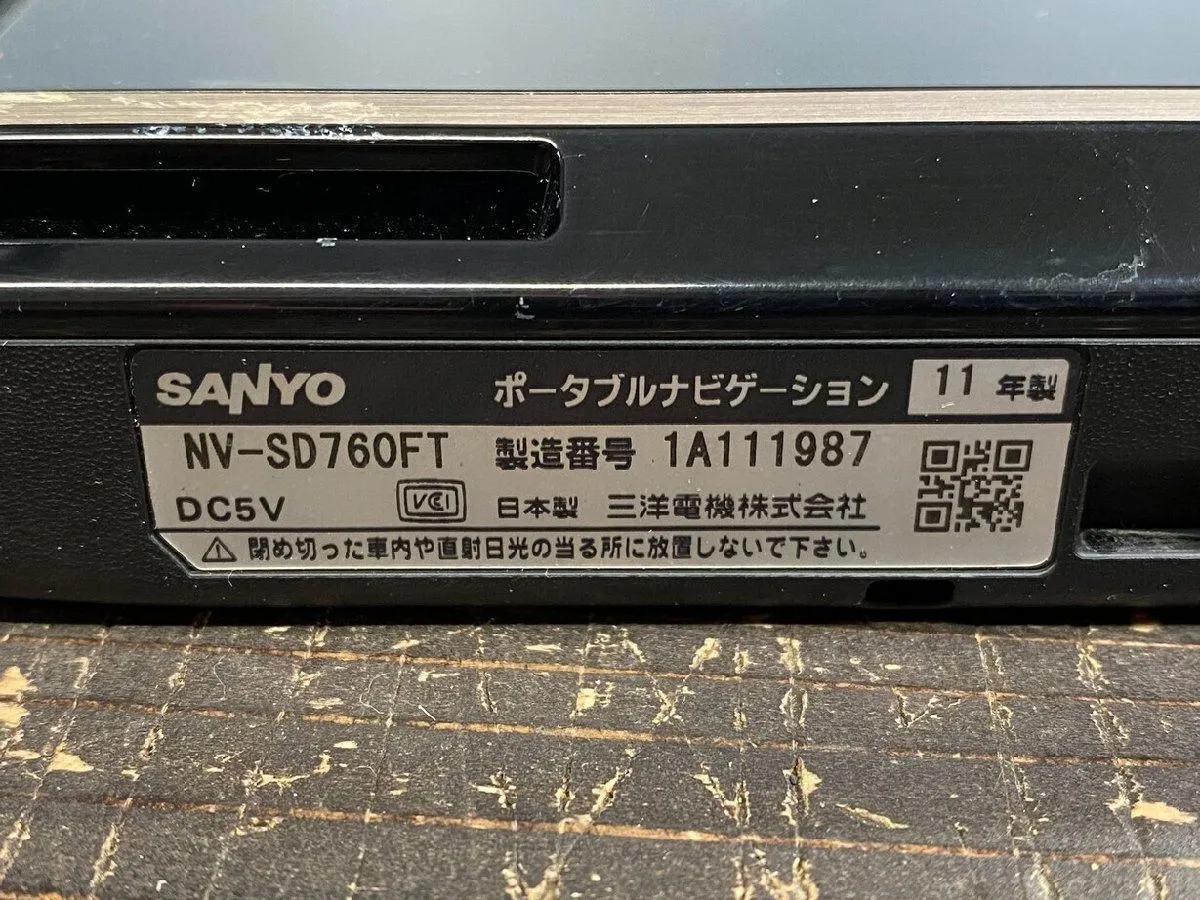 SANYO ポータブルナビゲーション 11 年製
NV-SD760FT 製造番号 1A111987
DC5V VCCI 日本製 三洋電機株式会社
⚠ 閉め切った車内や直射日光の当る所に放置しないで下さい。